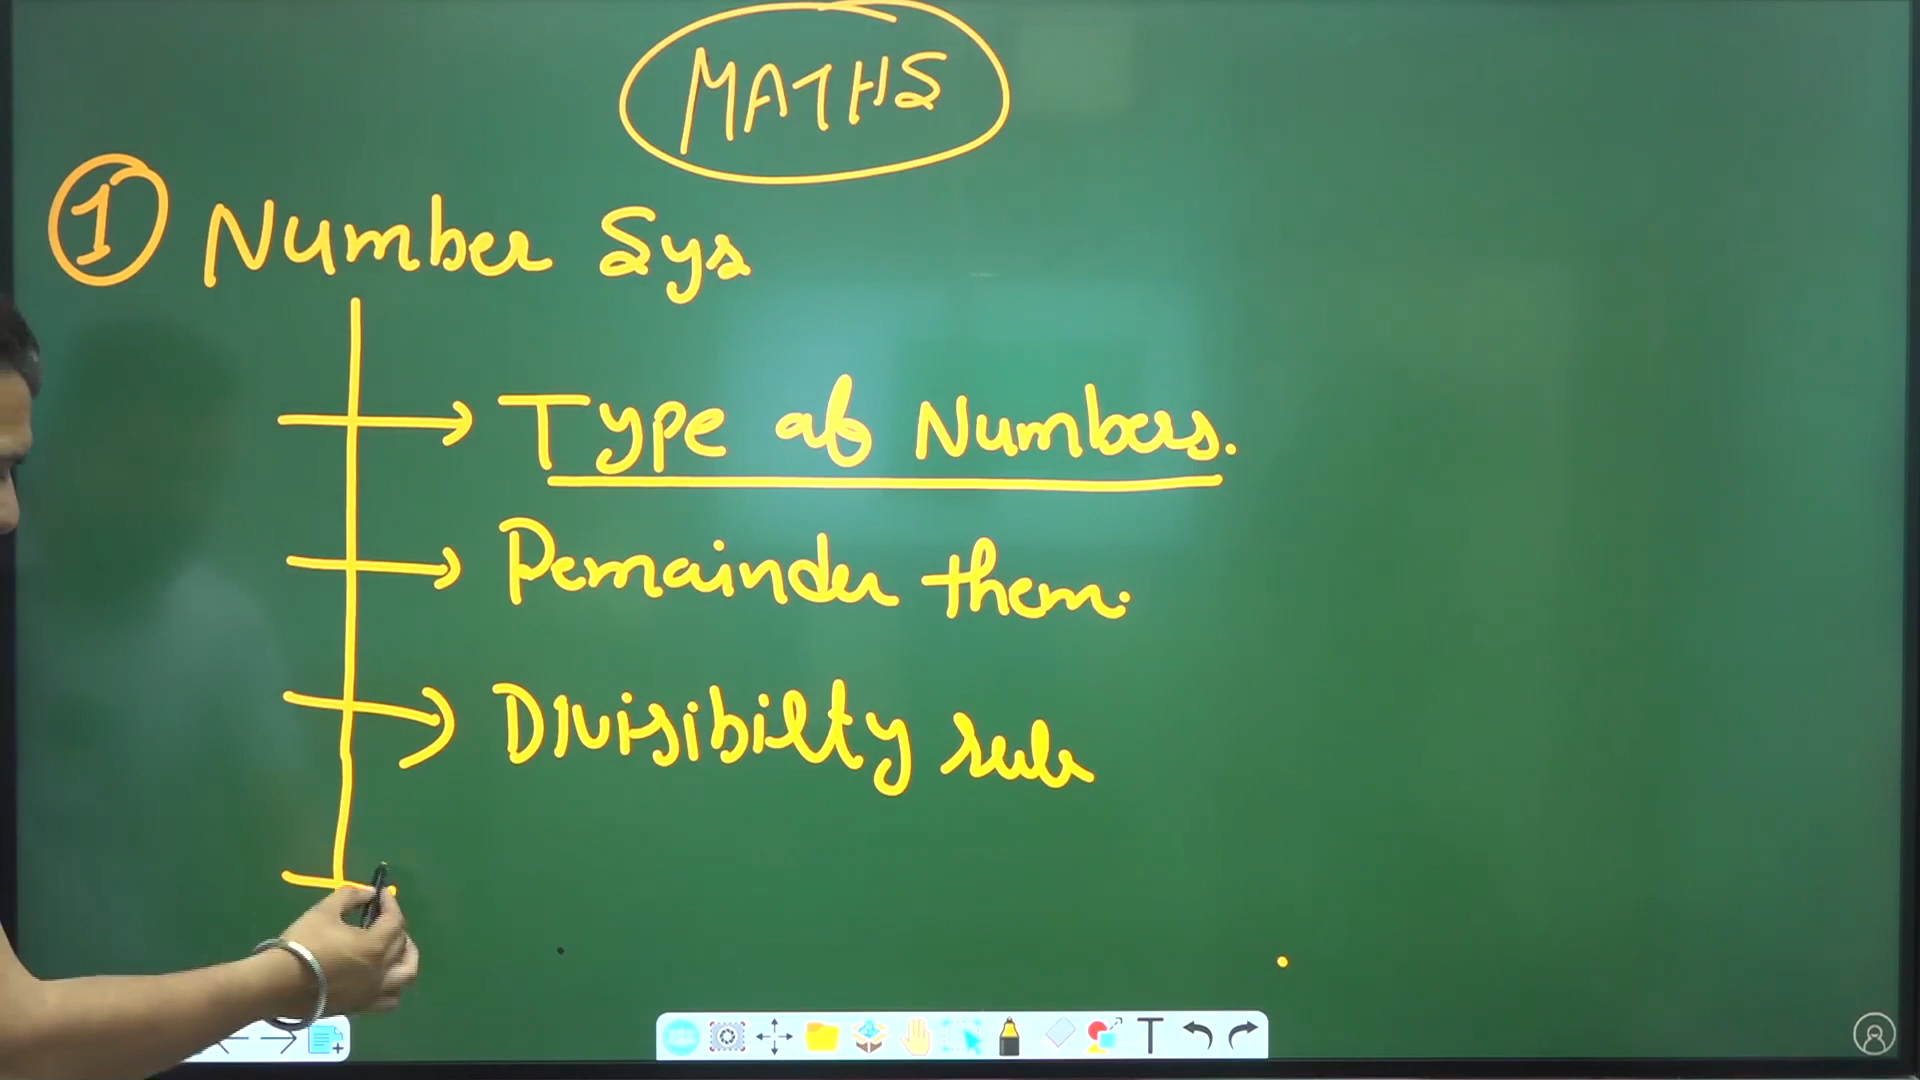 MATHS
1 Number Sys
Type of Numbers.
Remainder them.
Divisibilty rule
T